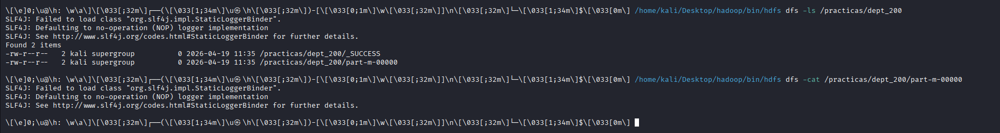 \[\e]0;\u@\h: \w\a\]\[\033[;32m\]┌──(\[\033[1;34m\]\u㉿\h\[\033[;32m\])-[\[\033[0;1m\]\w\[\033[;32m\]]\n\[\033[;32m\]└─\[\033[1;34m\]$\[\033[0m\] /home/kali/Desktop/hadoop/bin/hdfs dfs -ls /practicas/dept_200
SLF4J: Failed to load class "org.slf4j.impl.StaticLoggerBinder".
SLF4J: Defaulting to no-operation (NOP) logger implementation
SLF4J: See http://www.slf4j.org/codes.html#StaticLoggerBinder for further details.
Found 2 items
-rw-r--r--   2 kali supergroup          0 2026-04-19 11:35 /practicas/dept_200/_SUCCESS
-rw-r--r--   2 kali supergroup          0 2026-04-19 11:35 /practicas/dept_200/part-m-00000
\[\e]0;\u@\h: \w\a\]\[\033[;32m\]┌──(\[\033[1;34m\]\u㉿\h\[\033[;32m\])-[\[\033[0;1m\]\w\[\033[;32m\]]\n\[\033[;32m\]└─\[\033[1;34m\]$\[\033[0m\] /home/kali/Desktop/hadoop/bin/hdfs dfs -cat /practicas/dept_200/part-m-00000
SLF4J: Failed to load class "org.slf4j.impl.StaticLoggerBinder".
SLF4J: Defaulting to no-operation (NOP) logger implementation
SLF4J: See http://www.slf4j.org/codes.html#StaticLoggerBinder for further details.
\[\e]0;\u@\h: \w\a\]\[\033[;32m\]┌──(\[\033[1;34m\]\u㉿\h\[\033[;32m\])-[\[\033[0;1m\]\w\[\033[;32m\]]\n\[\033[;32m\]└─\[\033[1;34m\]$\[\033[0m\]